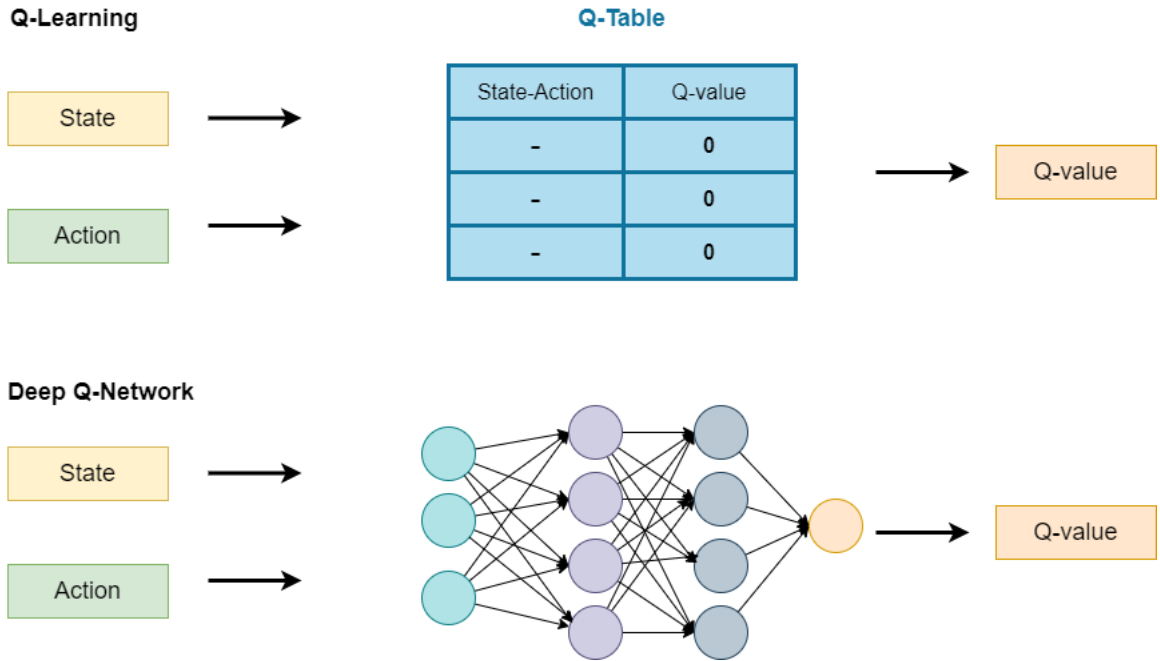 Q-Learning
Q-Table
State
Action
State-Action Q-value
- 0
- 0
- 0
Q-value
Deep Q-Network
State
Action
Q-value